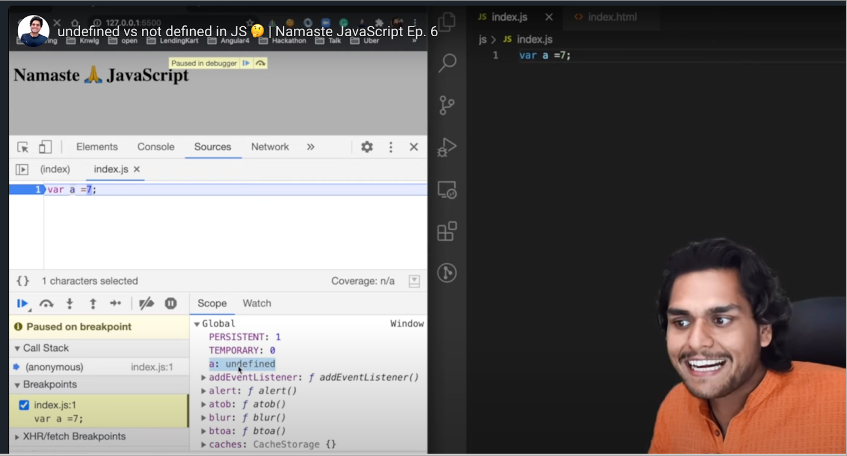 127.0.0.1:5500
undefined vs not defined in JS 🤔 | Namaste JavaScript Ep. 6
Knwlg open LendingKart Angular4 Hackathon Talk Uber
Paused in debugger
Namaste 🙏 JavaScript
Elements Console Sources Network »
(index) index.js ×
1 var a =7;
{} 1 characters selected Coverage: n/a
Paused on breakpoint
Call Stack
(anonymous) index.js:1
Breakpoints
index.js:1
var a =7;
XHR/fetch Breakpoints
Scope Watch
Global Window
PERSISTENT: 1
TEMPORARY: 0
a: undefined
addEventListener: ƒ addEventListener()
alert: ƒ alert()
atob: ƒ atob()
blur: ƒ blur()
btoa: ƒ btoa()
caches: CacheStorage {}
JS index.js × <> index.html
js > JS index.js
1 var a =7;